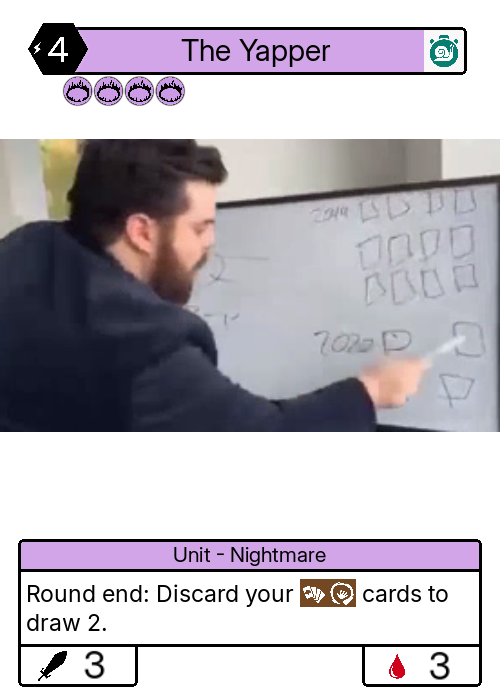 4 The Yapper
2019
2020
Unit - Nightmare
Round end: Discard your cards to
draw 2.
3 3